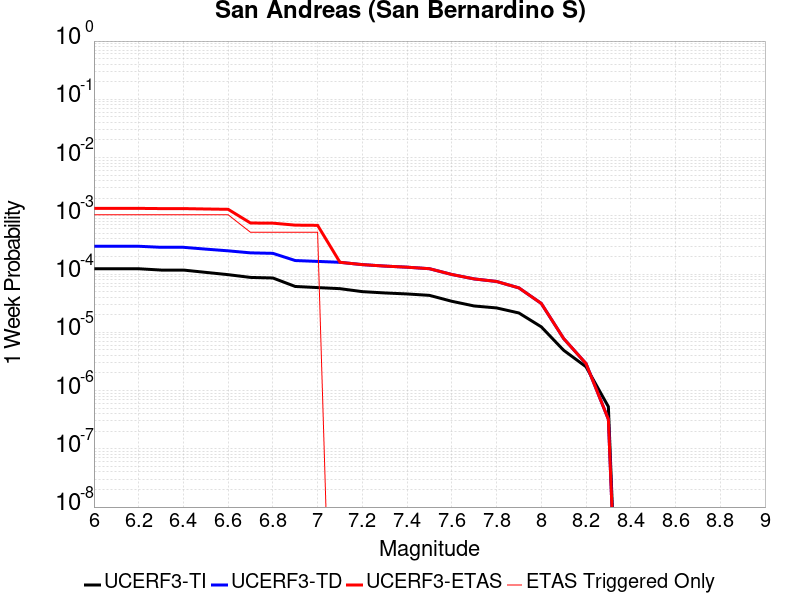 San Andreas (San Bernardino S)
10^0
10^-1
10^-2
10^-3
10^-4
10^-5
10^-6
10^-7
10^-8
1 Week Probability
6 6.2 6.4 6.6 6.8 7 7.2 7.4 7.6 7.8 8 8.2 8.4 8.6 8.8 9
Magnitude
UCERF3-TI UCERF3-TD UCERF3-ETAS ETAS Triggered Only